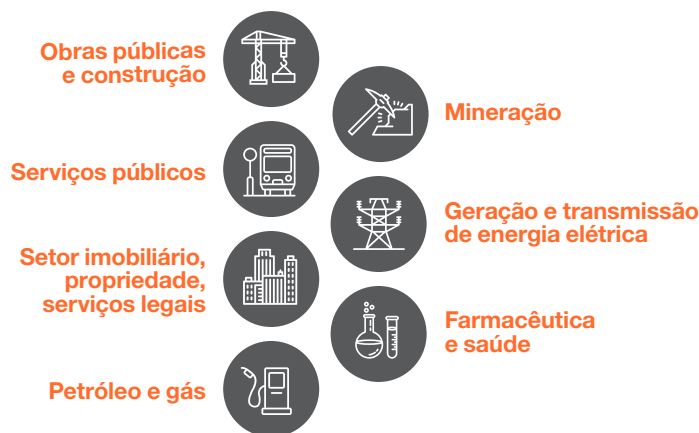 Obras públicas
e construção
Mineração
Serviços públicos
Geração e transmissão
de energia elétrica
Setor imobiliário,
propriedade,
serviços legais
Farmacêutica
e saúde
Petróleo e gás